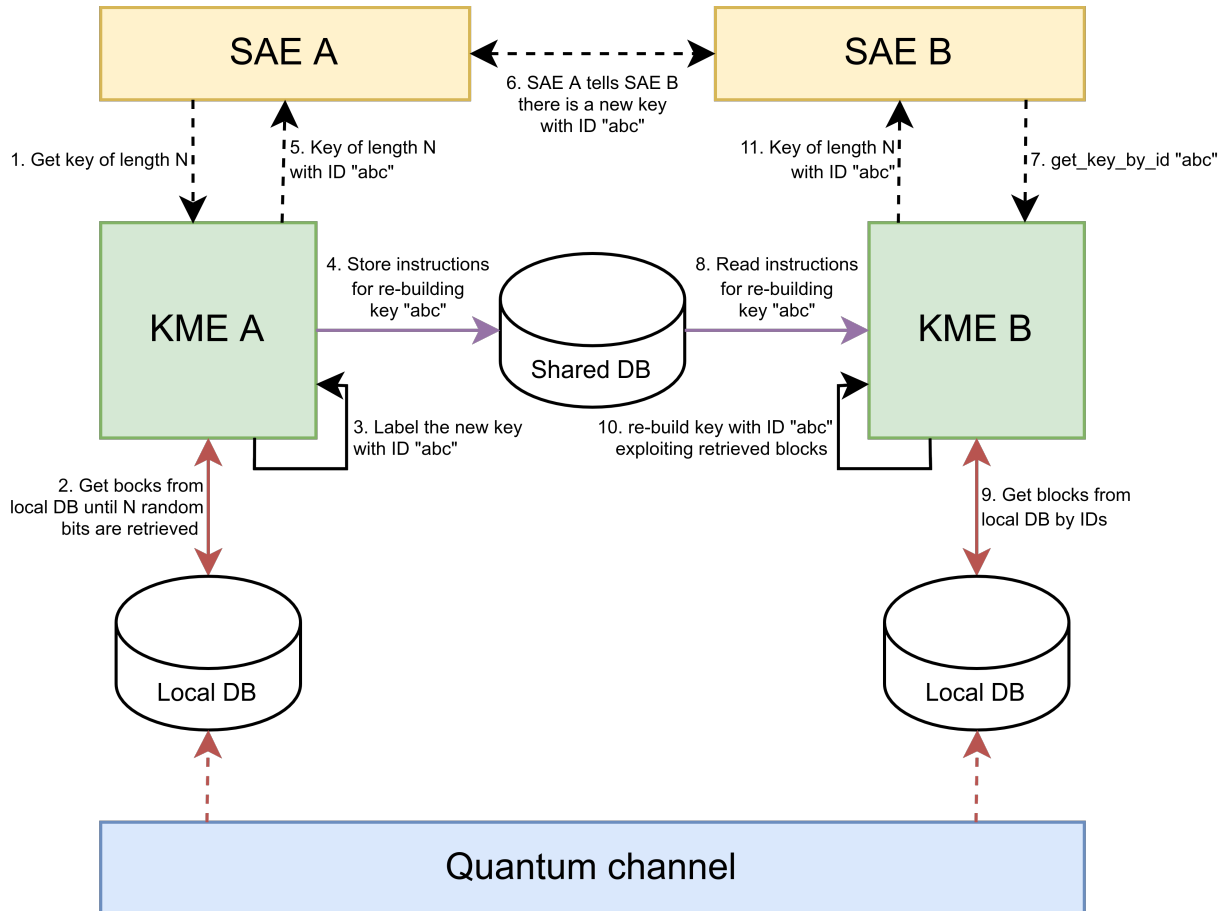 SAE A
SAE B
6. SAE A tells SAE B
there is a new key
with ID "abc"
1. Get key of length N
5. Key of length N
with ID "abc"
11. Key of length N
with ID "abc"
7. get_key_by_id "abc"
KME A
4. Store instructions
for re-building
key "abc"
Shared DB
8. Read instructions
for re-building
key "abc"
KME B
3. Label the new key
with ID "abc"
10. re-build key with ID "abc"
exploiting retrieved blocks
2. Get bocks from
local DB until N random
bits are retrieved
9. Get blocks from
local DB by IDs
Local DB
Local DB
Quantum channel